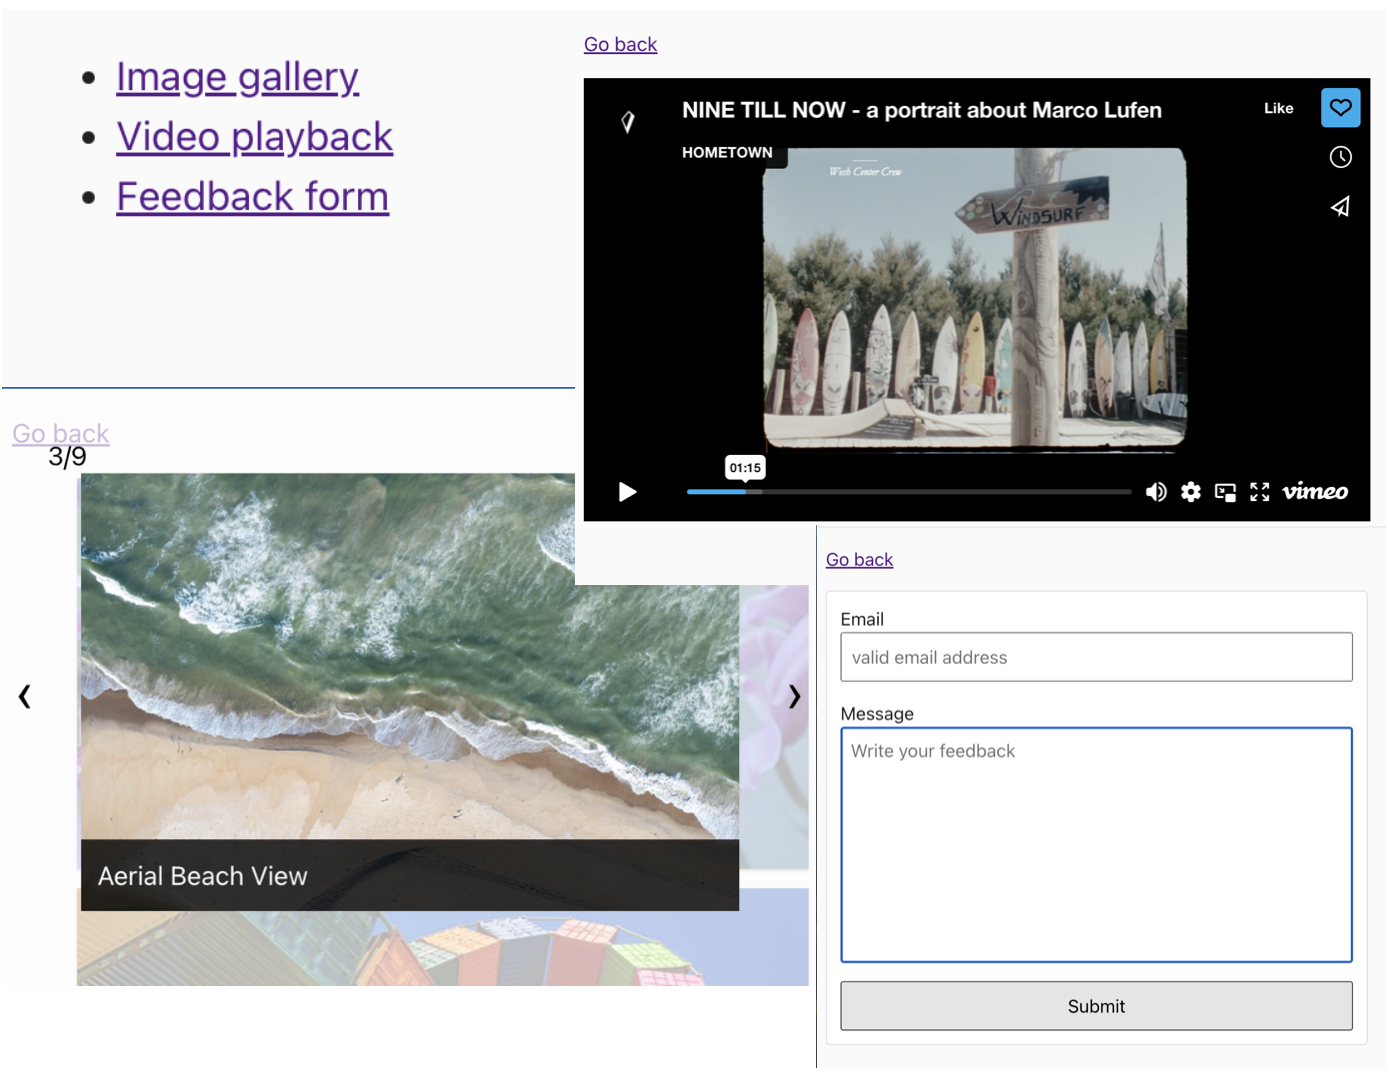 Image gallery
Video playback
Feedback form
Go back
NINE TILL NOW - a portrait about Marco Lufen
Like
HOMETOWN
Wesh Center Crew
WINDSURF
01:15
vimeo
Go back
3/9
❮
❯
Aerial Beach View
Go back
Email
valid email address
Message
Write your feedback
Submit